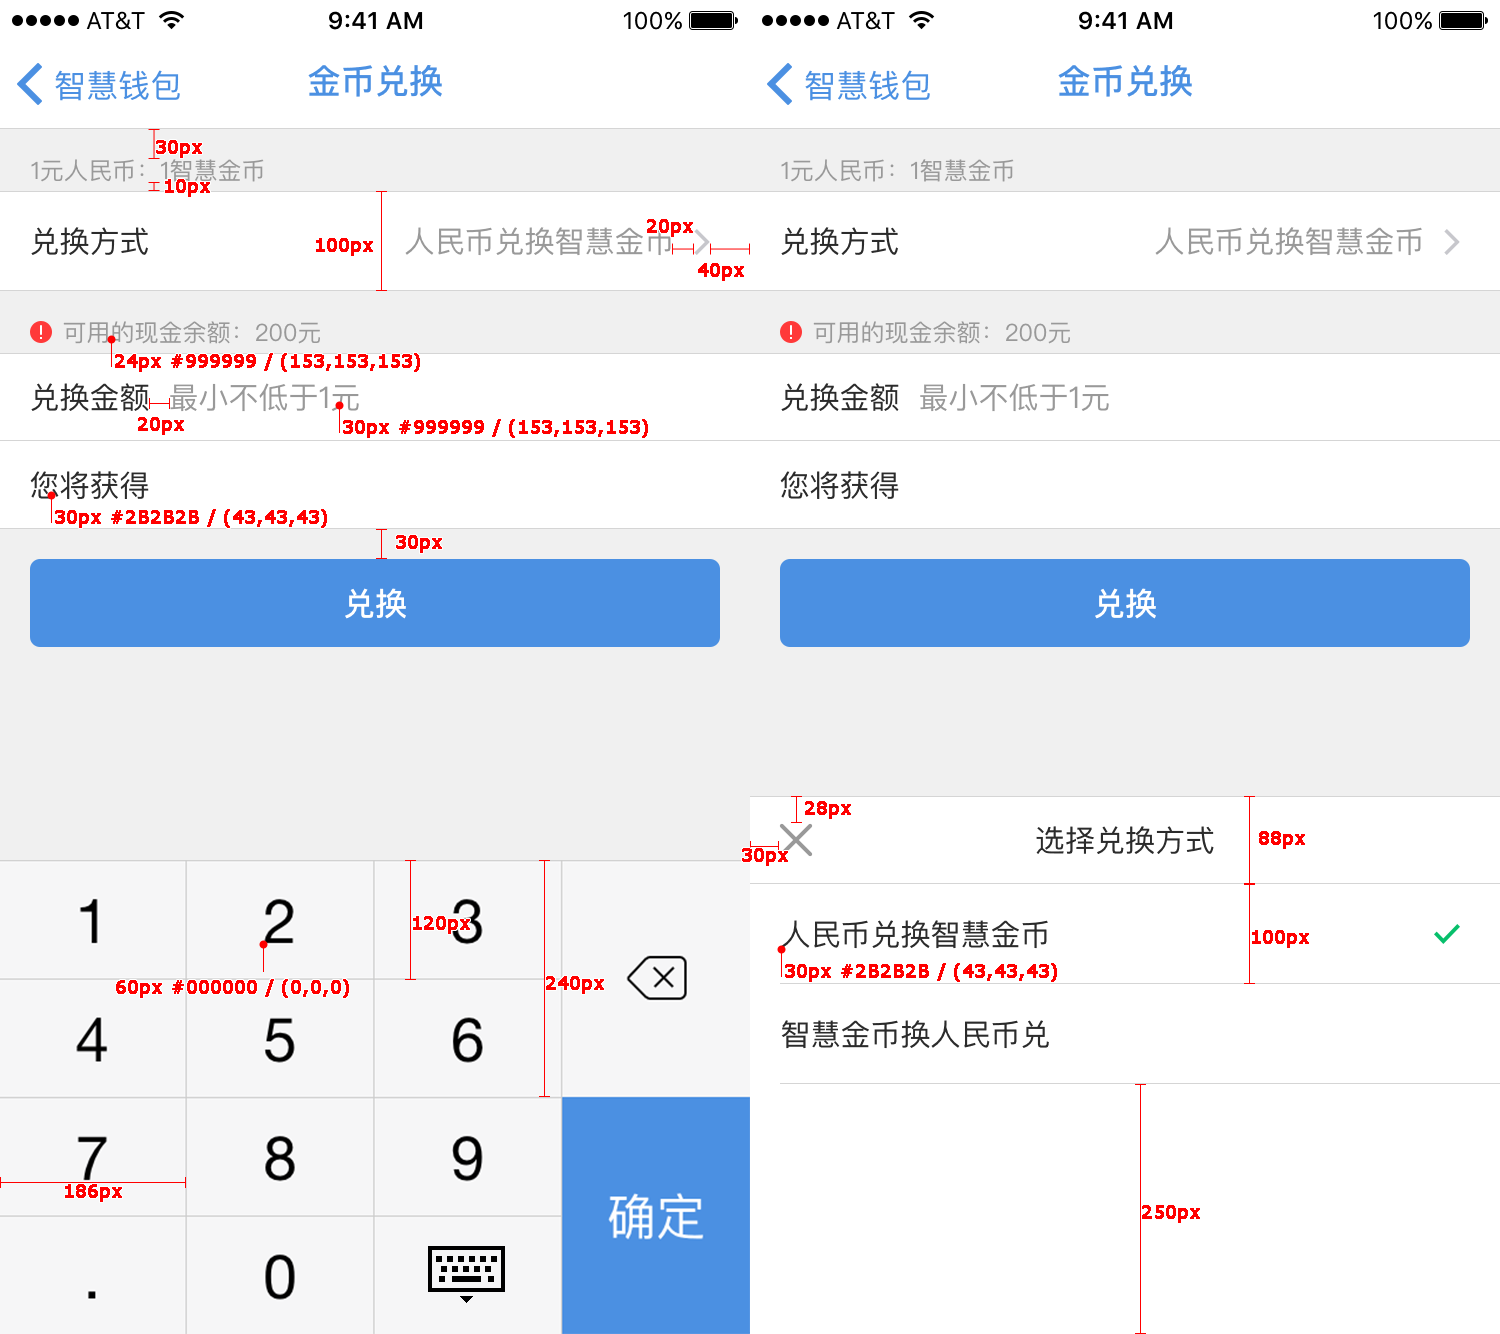 ●●●●● AT&T 9:41 AM 100%
智慧钱包 金币兑换
30px
1元人民币：1智慧金币
10px
兑换方式 人民币兑换智慧金币
100px
20px
40px
可用的现金余额：200元
24px #999999 / (153,153,153)
兑换金额 最小不低于1元
20px
30px #999999 / (153,153,153)
您将获得
30px #2B2B2B / (43,43,43)
30px
兑换
1 2 3
120px
240px
60px #000000 / (0,0,0)
4 5 6
7 8 9
186px
确定
. 0
●●●●● AT&T 9:41 AM 100%
智慧钱包 金币兑换
1元人民币：1智慧金币
兑换方式 人民币兑换智慧金币
可用的现金余额：200元
兑换金额 最小不低于1元
您将获得
兑换
28px
选择兑换方式
88px
30px
人民币兑换智慧金币
100px
30px #2B2B2B / (43,43,43)
智慧金币换人民币兑
250px